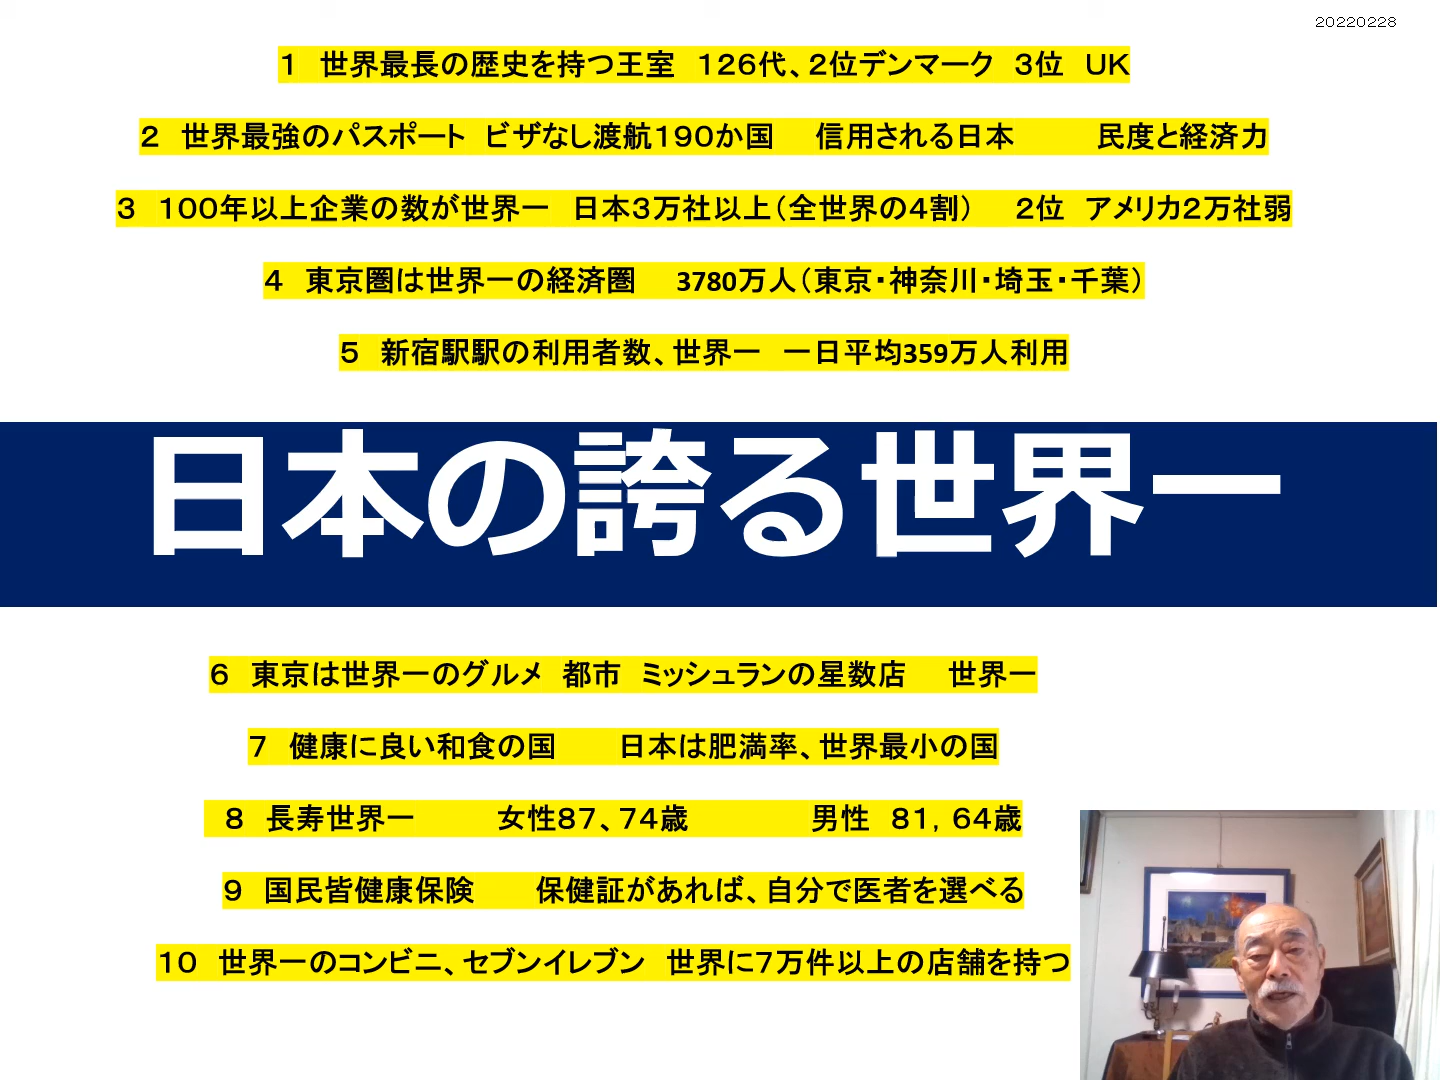 20220228
１　世界最長の歴史を持つ王室　１２６代、２位デンマーク　３位　ＵＫ
２　世界最強のパスポート　ビザなし渡航１９０か国　信用される日本　　　民度と経済力
３　１００年以上企業の数が世界一　日本３万社以上（全世界の４割）　２位　アメリカ２万社弱
４　東京圏は世界一の経済圏　3780万人（東京・神奈川・埼玉・千葉）
５　新宿駅駅の利用者数、世界一　一日平均359万人利用
日本の誇る世界一
６　東京は世界一のグルメ　都市　ミッシュランの星数店　世界一
７　健康に良い和食の国　　日本は肥満率、世界最小の国
８　長寿世界一　　　女性８７、７４歳　　　　男性　８１，６４歳
９　国民皆健康保険　　保健証があれば、自分で医者を選べる
１０　世界一のコンビニ、セブンイレブン　世界に７万件以上の店舗を持つ